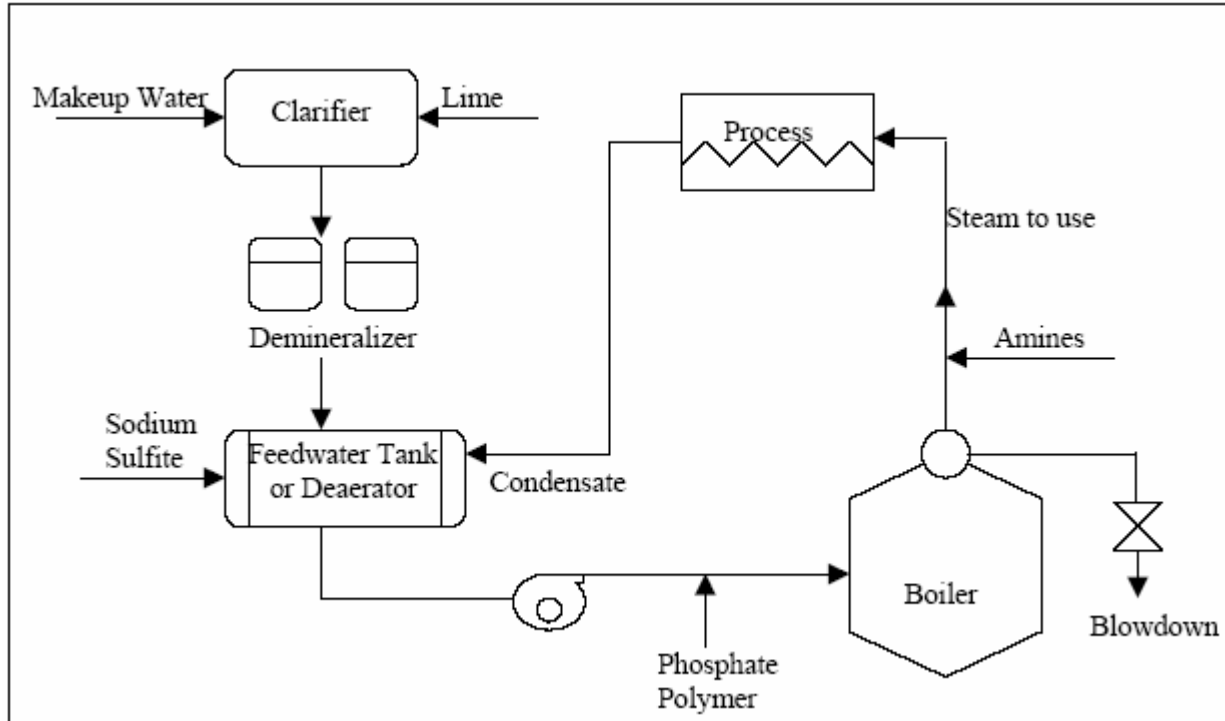 Makeup Water
Clarifier
Lime
Process
Steam to use
Demineralizer
Amines
Sodium
Sulfite
Feedwater Tank
or Deaerator
Condensate
Boiler
Blowdown
Phosphate
Polymer